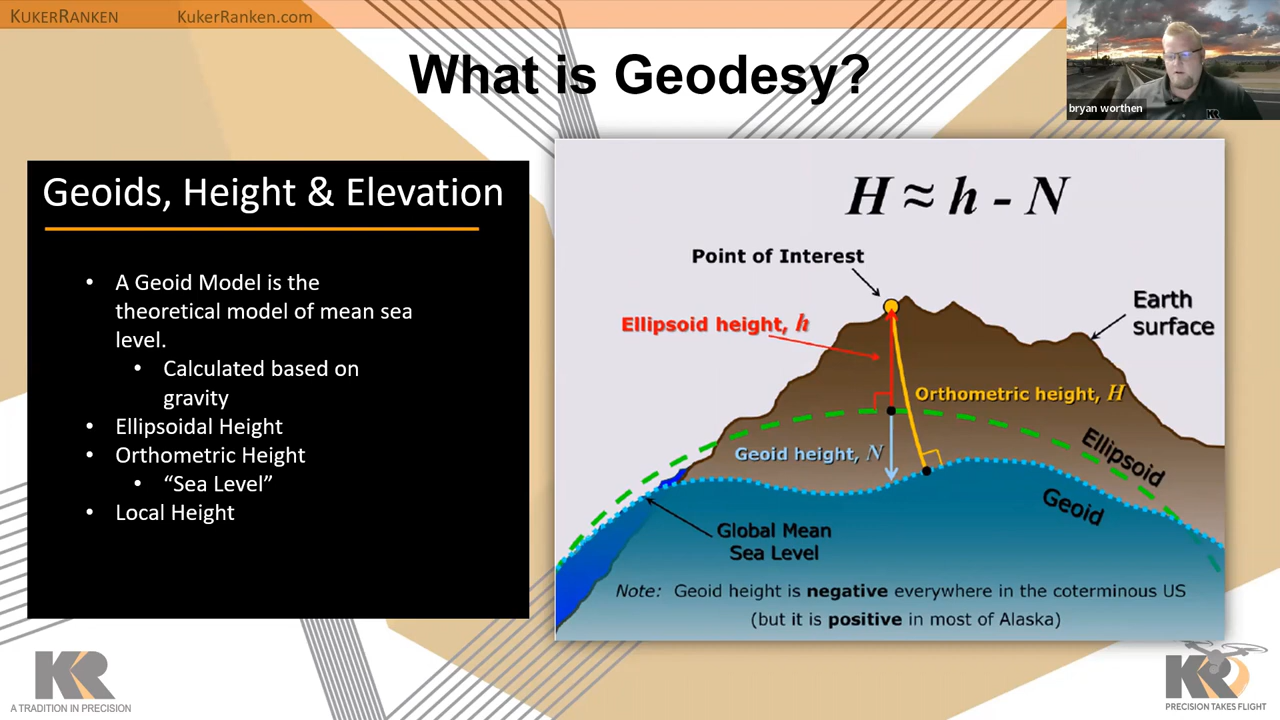 KUKERRANKEN KukerRanken.com
What is Geodesy?
bryan worthen
KR
Geoids, Height & Elevation
• A Geoid Model is the
theoretical model of mean sea
level.
• Calculated based on
gravity
• Ellipsoidal Height
• Orthometric Height
• “Sea Level”
• Local Height
H ≈ h - N
Point of Interest
Earth
surface
Ellipsoid height, h
Orthometric height, H
Geoid height, N
Ellipsoid
Geoid
Global Mean
Sea Level
Note: Geoid height is negative everywhere in the coterminous US
(but it is positive in most of Alaska)
KR
A TRADITION IN PRECISION
KR
PRECISION TAKES FLIGHT